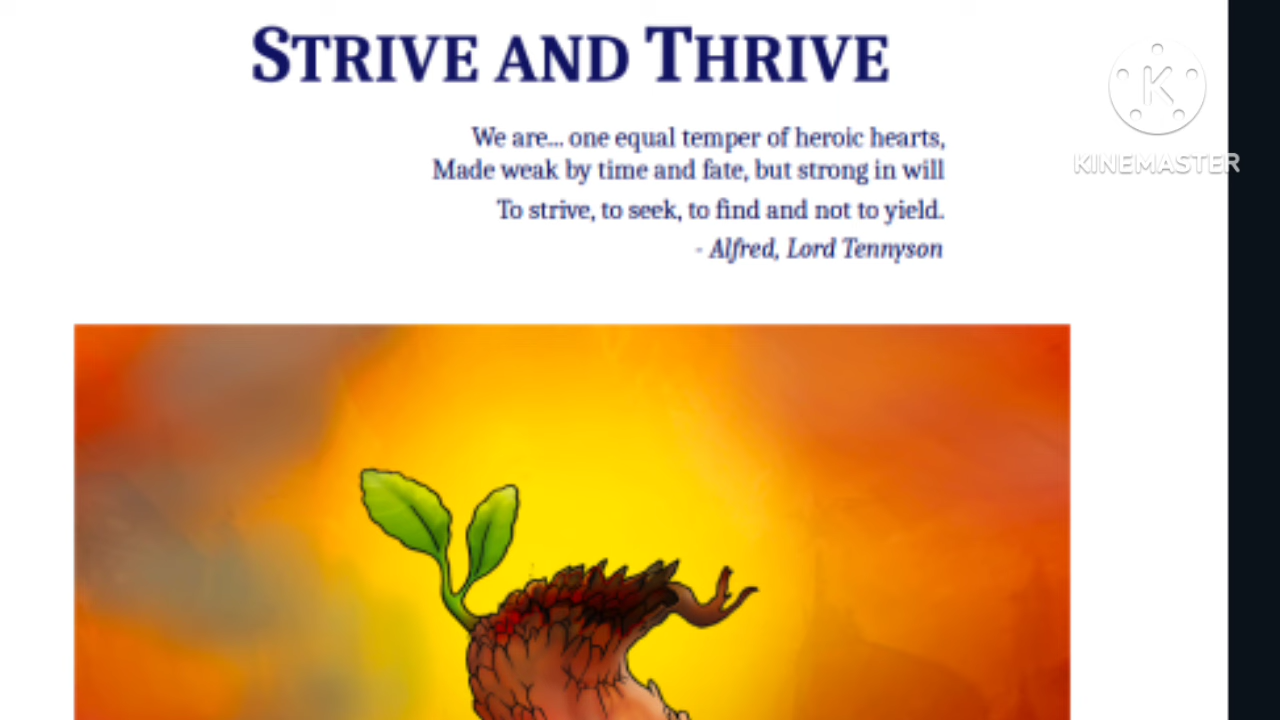 STRIVE AND THRIVE
We are... one equal temper of heroic hearts,
Made weak by time and fate, but strong in will
To strive, to seek, to find and not to yield.
- Alfred, Lord Tennyson
K
KINEMASTER